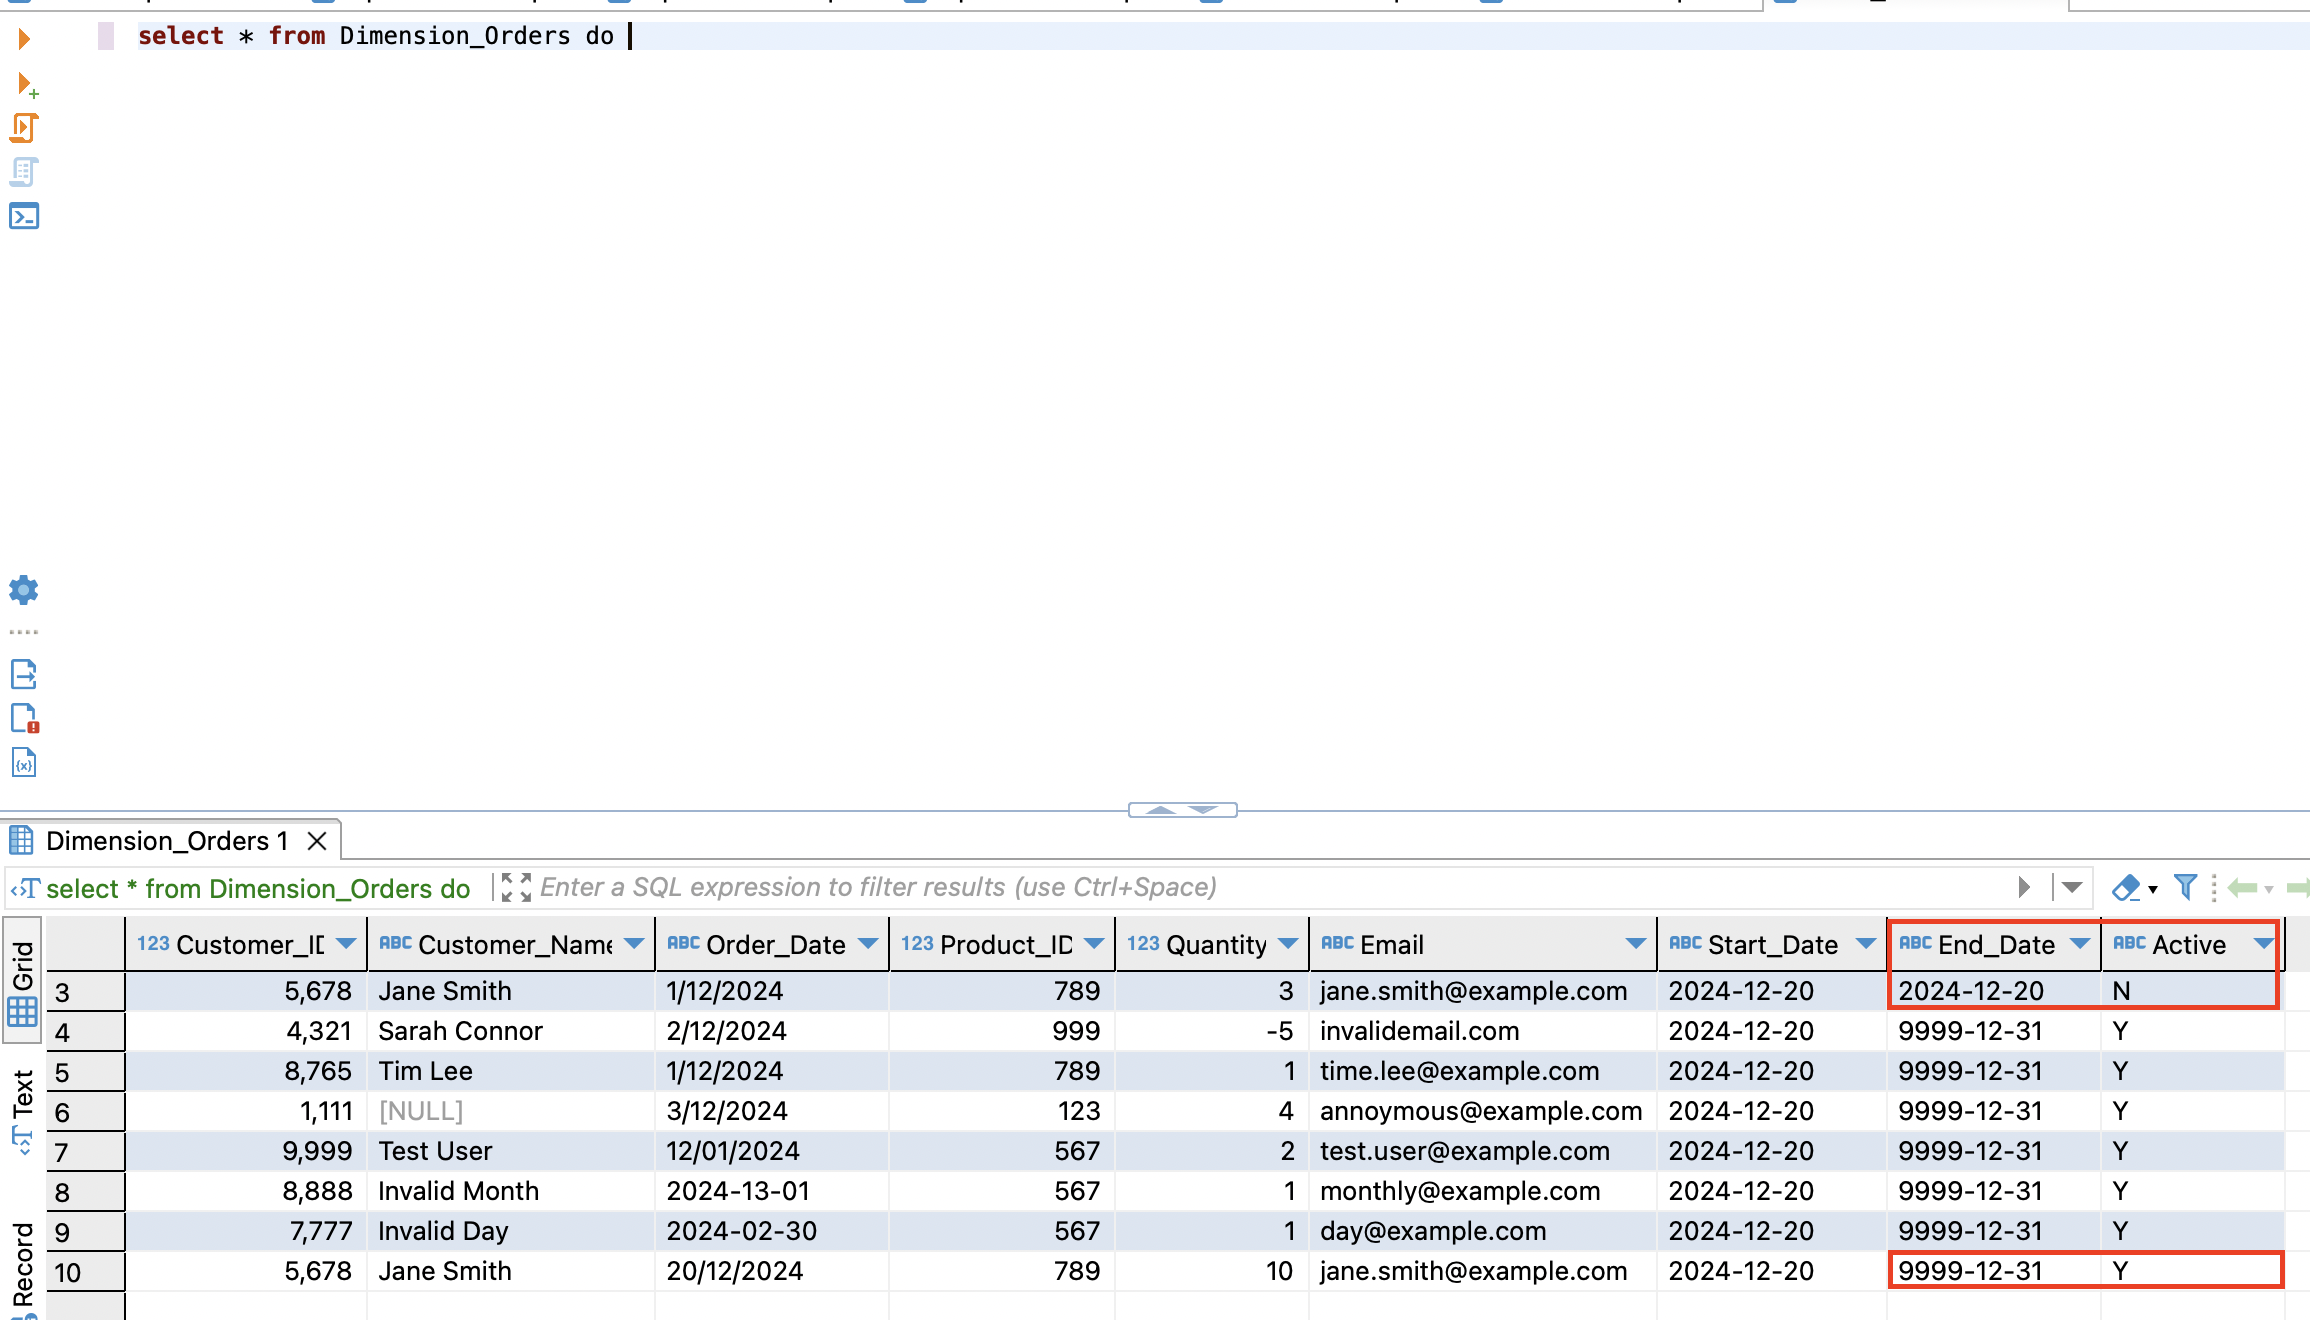 select * from Dimension_Orders do
Dimension_Orders 1
select * from Dimension_Orders do Enter a SQL expression to filter results (use Ctrl+Space)
Grid
Text
Record
123 Customer_ID ABC Customer_Name ABC Order_Date 123 Product_ID 123 Quantity ABC Email ABC Start_Date ABC End_Date ABC Active
3 5,678 Jane Smith 1/12/2024 789 3 jane.smith@example.com 2024-12-20 2024-12-20 N
4 4,321 Sarah Connor 2/12/2024 999 -5 invalidemail.com 2024-12-20 9999-12-31 Y
5 8,765 Tim Lee 1/12/2024 789 1 time.lee@example.com 2024-12-20 9999-12-31 Y
6 1,111 [NULL] 3/12/2024 123 4 annoymous@example.com 2024-12-20 9999-12-31 Y
7 9,999 Test User 12/01/2024 567 2 test.user@example.com 2024-12-20 9999-12-31 Y
8 8,888 Invalid Month 2024-13-01 567 1 monthly@example.com 2024-12-20 9999-12-31 Y
9 7,777 Invalid Day 2024-02-30 567 1 day@example.com 2024-12-20 9999-12-31 Y
10 5,678 Jane Smith 20/12/2024 789 10 jane.smith@example.com 2024-12-20 9999-12-31 Y